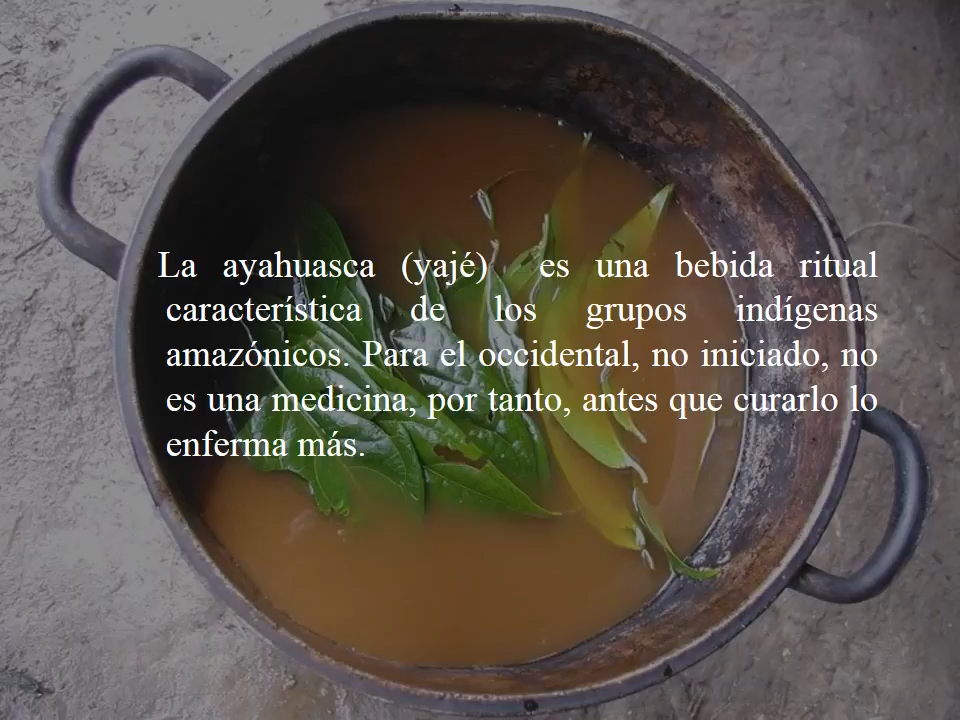 La ayahuasca (yajé) es una bebida ritual
característica de los grupos indígenas
amazónicos. Para el occidental, no iniciado, no
es una medicina, por tanto, antes que curarlo lo
enferma más.